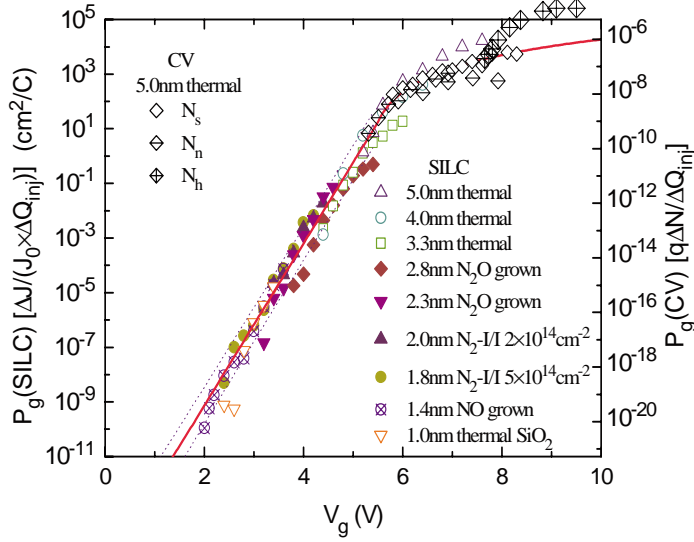 P_g(SILC) [ΔJ/(J_0×ΔQ_inj)] (cm^2/C)
10^5
10^3
10^1
10^-1
10^-3
10^-5
10^-7
10^-9
10^-11
CV
5.0nm thermal
N_s
N_n
N_h
SILC
5.0nm thermal
4.0nm thermal
3.3nm thermal
2.8nm N_2O grown
2.3nm N_2O grown
2.0nm N_2-I/I 2×10^14cm^-2
1.8nm N_2-I/I 5×10^14cm^-2
1.4nm NO grown
1.0nm thermal SiO_2
10^-6
10^-8
10^-10
10^-12
10^-14
10^-16
10^-18
10^-20
P_g(CV) [qΔN/ΔQ_inj]
0 2 4 6 8 10
V_g (V)